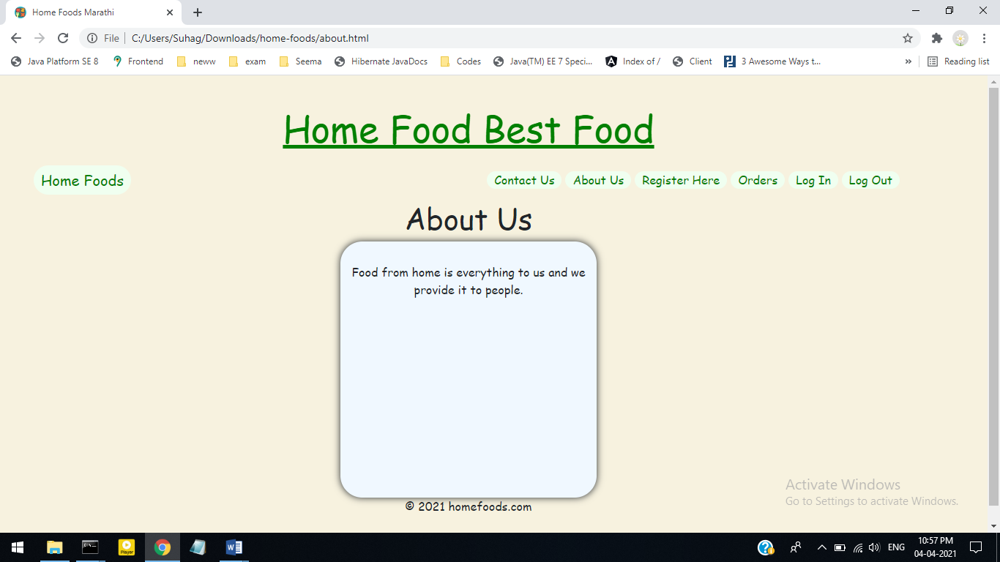 Home Foods Marathi
File C:/Users/Suhag/Downloads/home-foods/about.html
Java Platform SE 8 Frontend neww exam Seema Hibernate JavaDocs Codes Java(TM) EE 7 Speci... Index of / Client 3 Awesome Ways t... » Reading list
Home Food Best Food
Home Foods Contact Us About Us Register Here Orders Log In Log Out
About Us
Food from home is everything to us and we
provide it to people.
© 2021 homefoods.com
Activate Windows
Go to Settings to activate Windows.
Player
ENG
10:57 PM
04-04-2021